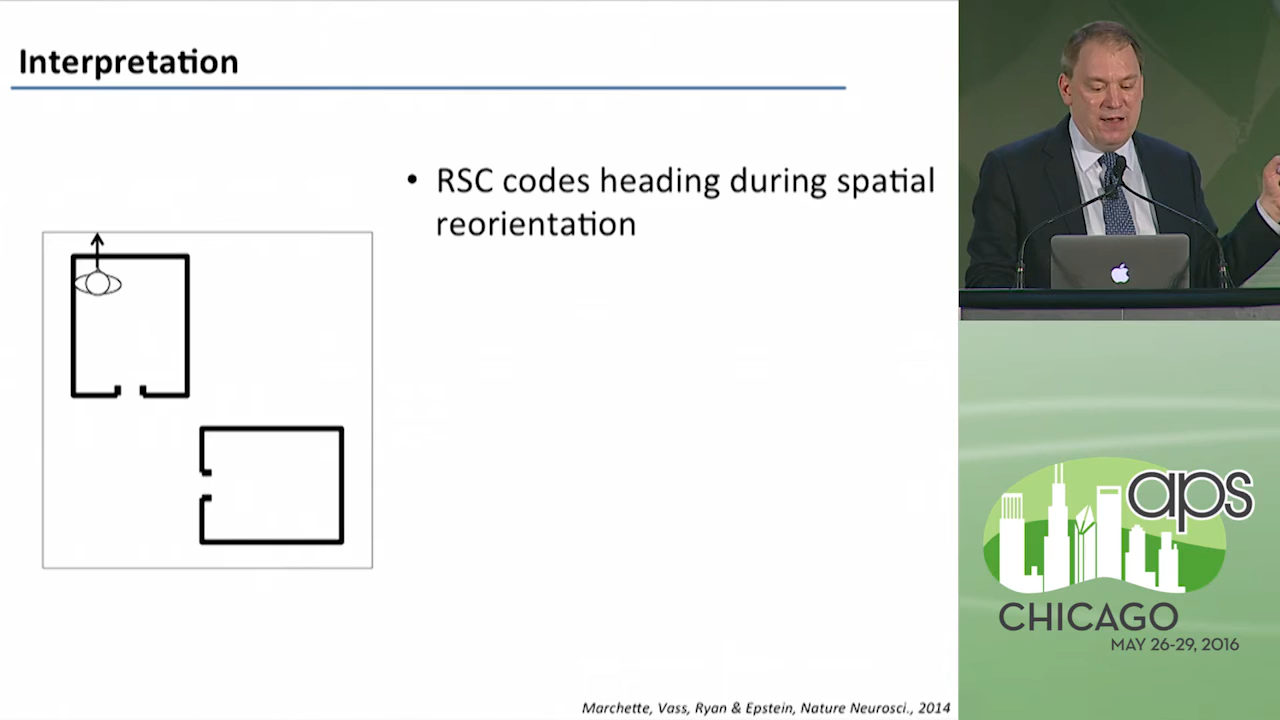 Interpretation
• RSC codes heading during spatial
reorientation
Marchette, Vass, Ryan & Epstein, Nature Neurosci., 2014
aps
CHICAGO
MAY 26-29, 2016